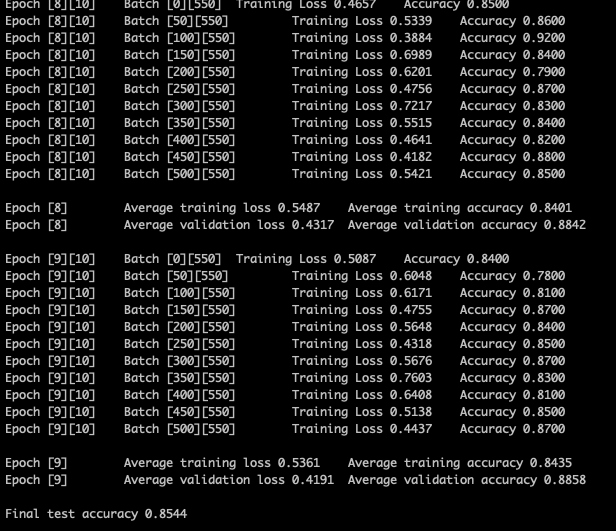 Epoch [8][10] Batch [0][550] Training Loss 0.4657 Accuracy 0.8500
Epoch [8][10] Batch [50][550] Training Loss 0.5339 Accuracy 0.8600
Epoch [8][10] Batch [100][550] Training Loss 0.3884 Accuracy 0.9200
Epoch [8][10] Batch [150][550] Training Loss 0.6989 Accuracy 0.8400
Epoch [8][10] Batch [200][550] Training Loss 0.6201 Accuracy 0.7900
Epoch [8][10] Batch [250][550] Training Loss 0.4756 Accuracy 0.8700
Epoch [8][10] Batch [300][550] Training Loss 0.7217 Accuracy 0.8300
Epoch [8][10] Batch [350][550] Training Loss 0.5515 Accuracy 0.8400
Epoch [8][10] Batch [400][550] Training Loss 0.4641 Accuracy 0.8200
Epoch [8][10] Batch [450][550] Training Loss 0.4182 Accuracy 0.8800
Epoch [8][10] Batch [500][550] Training Loss 0.5421 Accuracy 0.8500
Epoch [8] Average training loss 0.5487 Average training accuracy 0.8401
Epoch [8] Average validation loss 0.4317 Average validation accuracy 0.8842
Epoch [9][10] Batch [0][550] Training Loss 0.5087 Accuracy 0.8400
Epoch [9][10] Batch [50][550] Training Loss 0.6048 Accuracy 0.7800
Epoch [9][10] Batch [100][550] Training Loss 0.6171 Accuracy 0.8100
Epoch [9][10] Batch [150][550] Training Loss 0.4755 Accuracy 0.8700
Epoch [9][10] Batch [200][550] Training Loss 0.5648 Accuracy 0.8400
Epoch [9][10] Batch [250][550] Training Loss 0.4318 Accuracy 0.8500
Epoch [9][10] Batch [300][550] Training Loss 0.5676 Accuracy 0.8700
Epoch [9][10] Batch [350][550] Training Loss 0.7603 Accuracy 0.8300
Epoch [9][10] Batch [400][550] Training Loss 0.6408 Accuracy 0.8100
Epoch [9][10] Batch [450][550] Training Loss 0.5138 Accuracy 0.8500
Epoch [9][10] Batch [500][550] Training Loss 0.4437 Accuracy 0.8700
Epoch [9] Average training loss 0.5361 Average training accuracy 0.8435
Epoch [9] Average validation loss 0.4191 Average validation accuracy 0.8858
Final test accuracy 0.8544